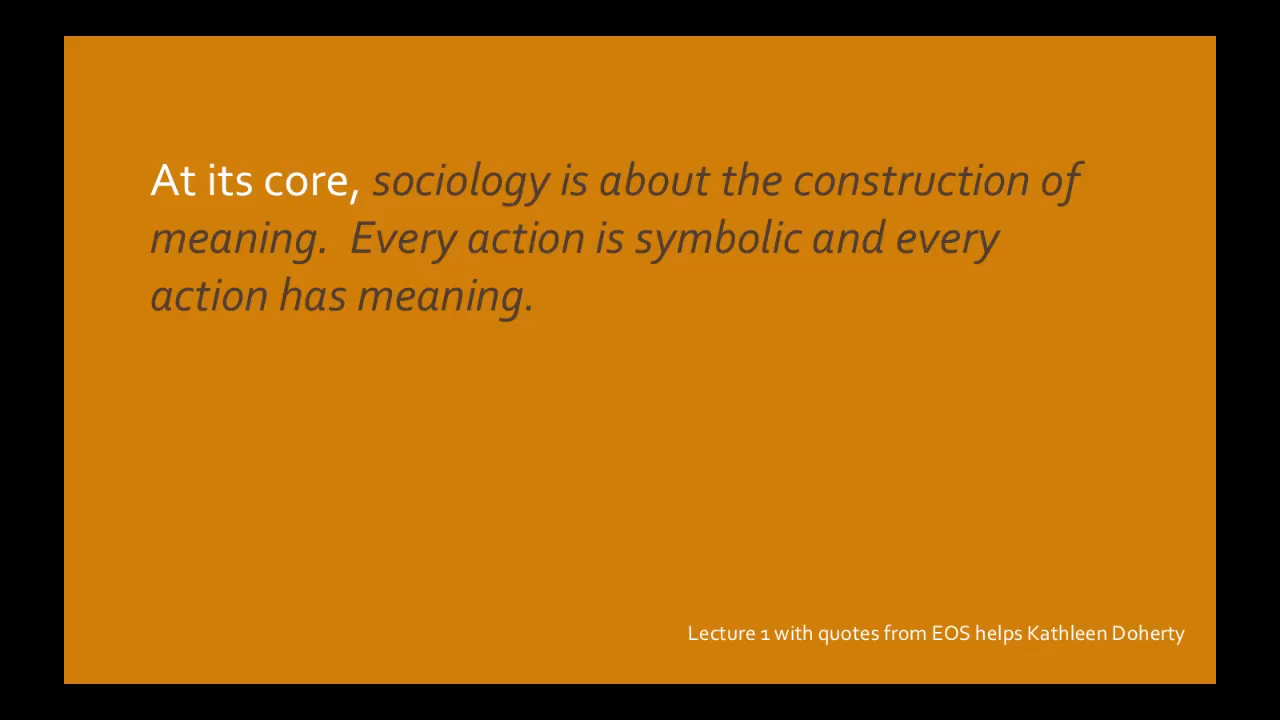 At its core, sociology is about the construction of
meaning.  Every action is symbolic and every
action has meaning.
Lecture 1 with quotes from EOS helps Kathleen Doherty